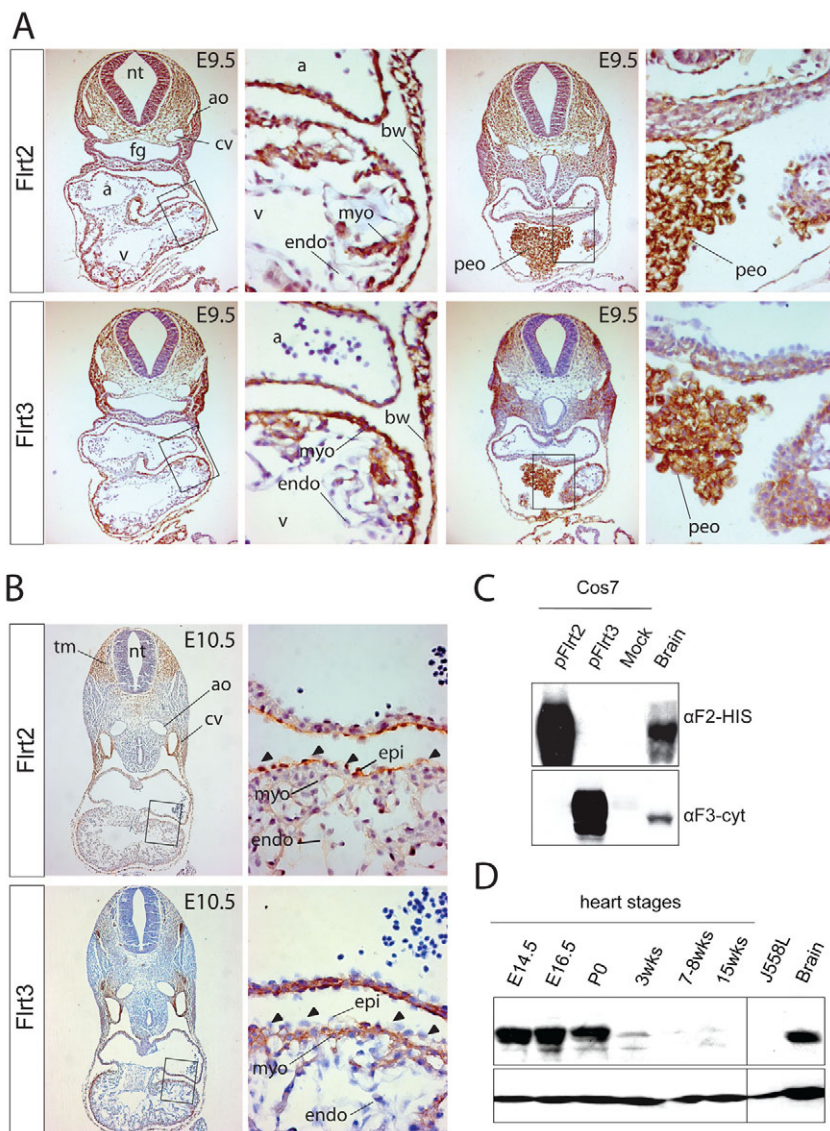 A
Flrt2
E9.5
nt
ao
cv
fg
a
v
a
bw
v
myo
endo
E9.5
peo
peo
Flrt3
E9.5
a
bw
myo
endo
v
E9.5
peo
B
Flrt2
E10.5
tm
nt
ao
cv
epi
myo
endo
Flrt3
E10.5
epi
myo
endo
C
Cos7
pFlrt2
pFlrt3
Mock
Brain
αF2-HIS
αF3-cyt
D
heart stages
E14.5
E16.5
P0
3wks
7-8wks
15wks
J558L
Brain